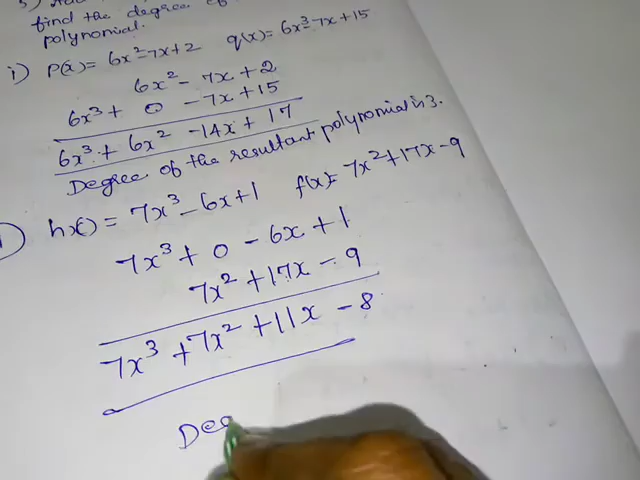 find the degree of
polynomial.
i) P(x) = 6x²-7x+2 q(x) = 6x³-7x+15
6x² - 7x + 2
6x³ + 0 - 7x + 15
6x³ + 6x² - 14x + 17
Degree of the resultant polynomial is 3.
h(x) = 7x³ - 6x + 1 f(x) = 7x² + 17x - 9
7x³ + 0 - 6x + 1
7x² + 17x - 9
7x³ + 7x² + 11x - 8
Deg